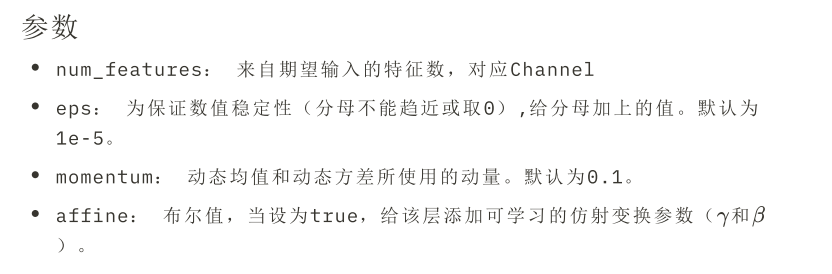 参数
• num_features： 来自期望输入的特征数，对应Channel
• eps： 为保证数值稳定性（分母不能趋近或取0）,给分母加上的值。默认为
1e-5。
• momentum： 动态均值和动态方差所使用的动量。默认为0.1。
• affine： 布尔值，当设为true，给该层添加可学习的仿射变换参数（γ和β
）。